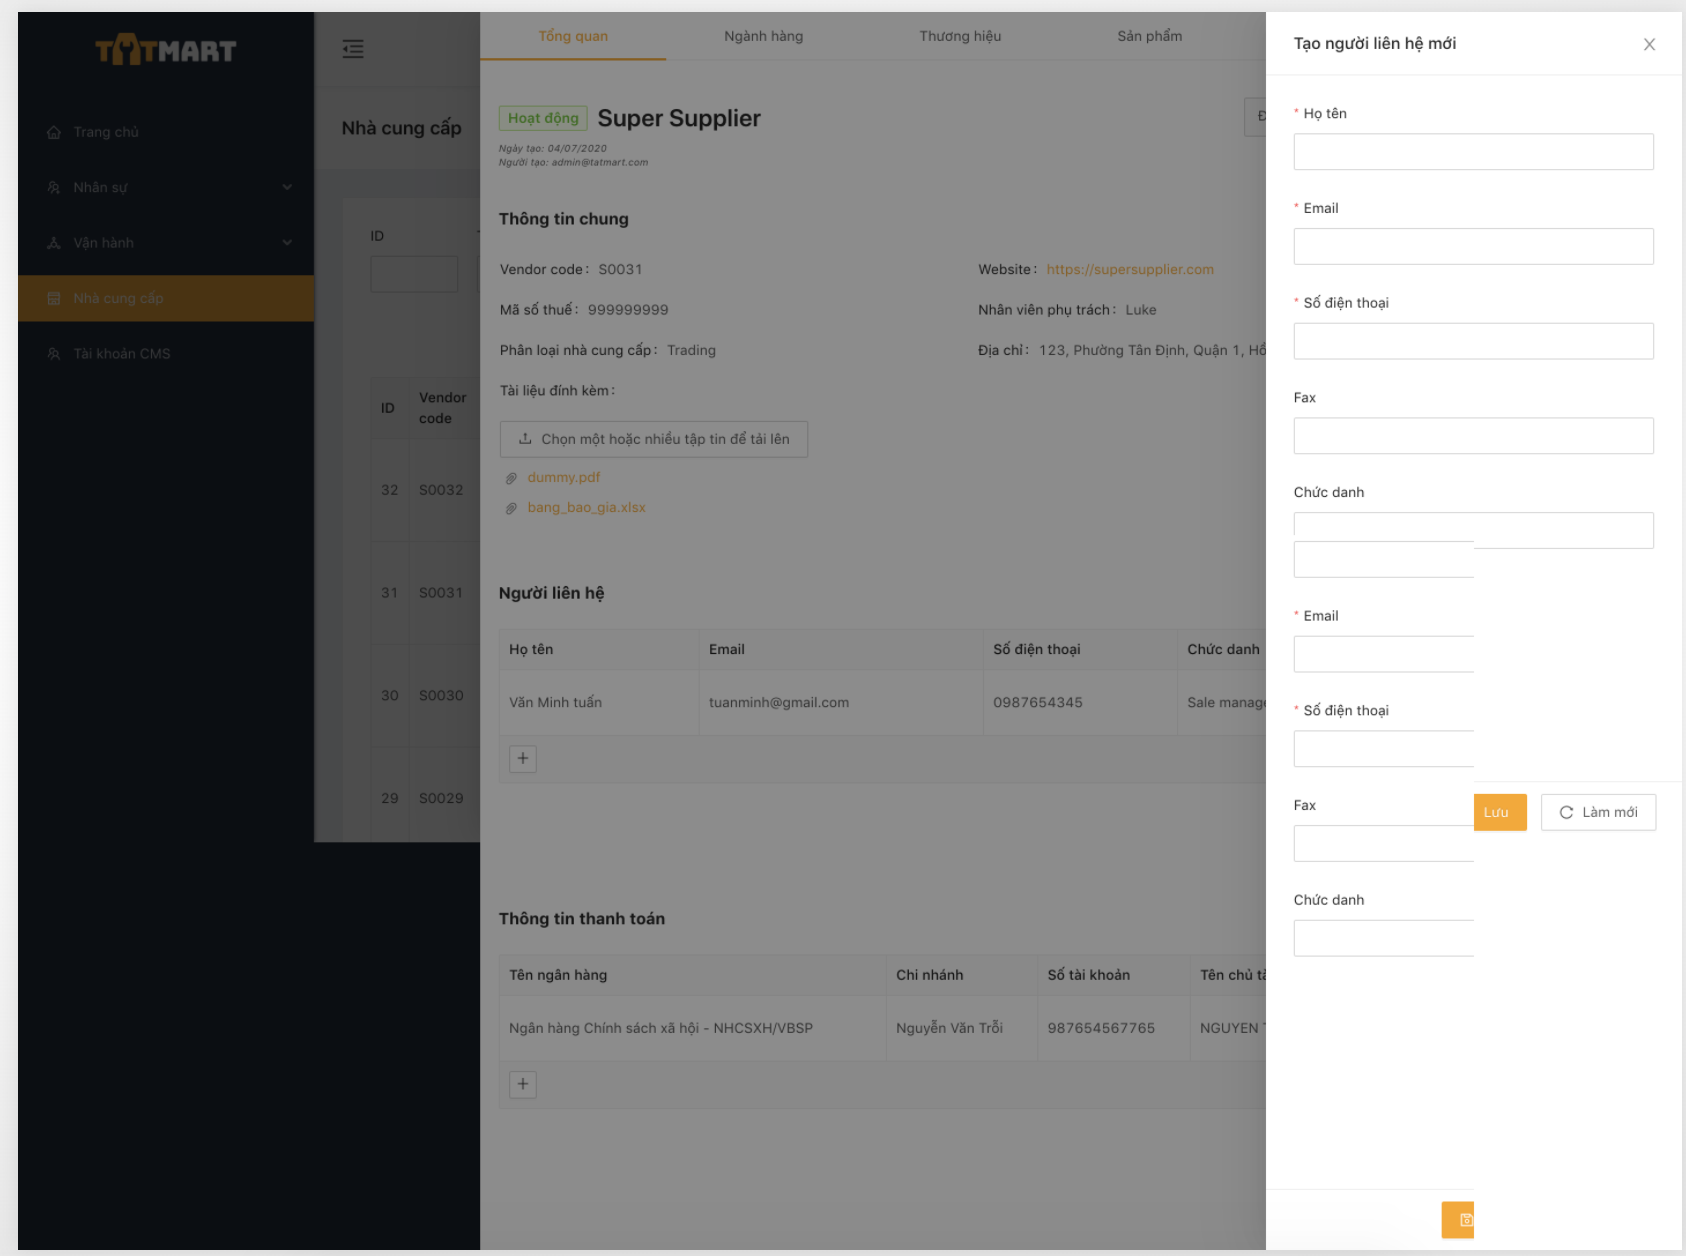 TATMART
Trang chủ
Nhân sự
Vận hành
Nhà cung cấp
Tài khoản CMS
Nhà cung cấp
ID
ID
Vendor code
32 S0032
31 S0031
30 S0030
29 S0029
Tổng quan Ngành hàng Thương hiệu Sản phẩm
Hoạt động Super Supplier
Ngày tạo: 04/07/2020
Người tạo: admin@tatmart.com
Thông tin chung
Vendor code : S0031 Website : https://supersupplier.com
Mã số thuế : 999999999 Nhân viên phụ trách : Luke
Phân loại nhà cung cấp : Trading Địa chỉ : 123, Phường Tân Định, Quận 1, Hồ
Tài liệu đính kèm :
Chọn một hoặc nhiều tập tin để tải lên
dummy.pdf
bang_bao_gia.xlsx
Người liên hệ
Họ tên Email Số điện thoại Chức danh
Văn Minh tuấn tuanminh@gmail.com 0987654345 Sale manage
Thông tin thanh toán
Tên ngân hàng Chi nhánh Số tài khoản Tên chủ
Ngân hàng Chính sách xã hội - NHCSXH/VBSP Nguyễn Văn Trỗi 987654567765 NGUYEN
Tạo người liên hệ mới
* Họ tên
* Email
* Số điện thoại
Fax
Chức danh
* Email
* Số điện thoại
Fax
Lưu Làm mới
Chức danh